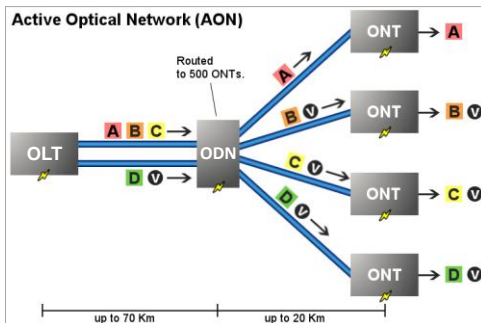 Active Optical Network (AON)
Routed
to 500 ONTs.
A B C
D V
OLT
ODN
A
B V
C V
D V
ONT
A
ONT
B V
ONT
C V
ONT
D V
up to 70 Km
up to 20 Km